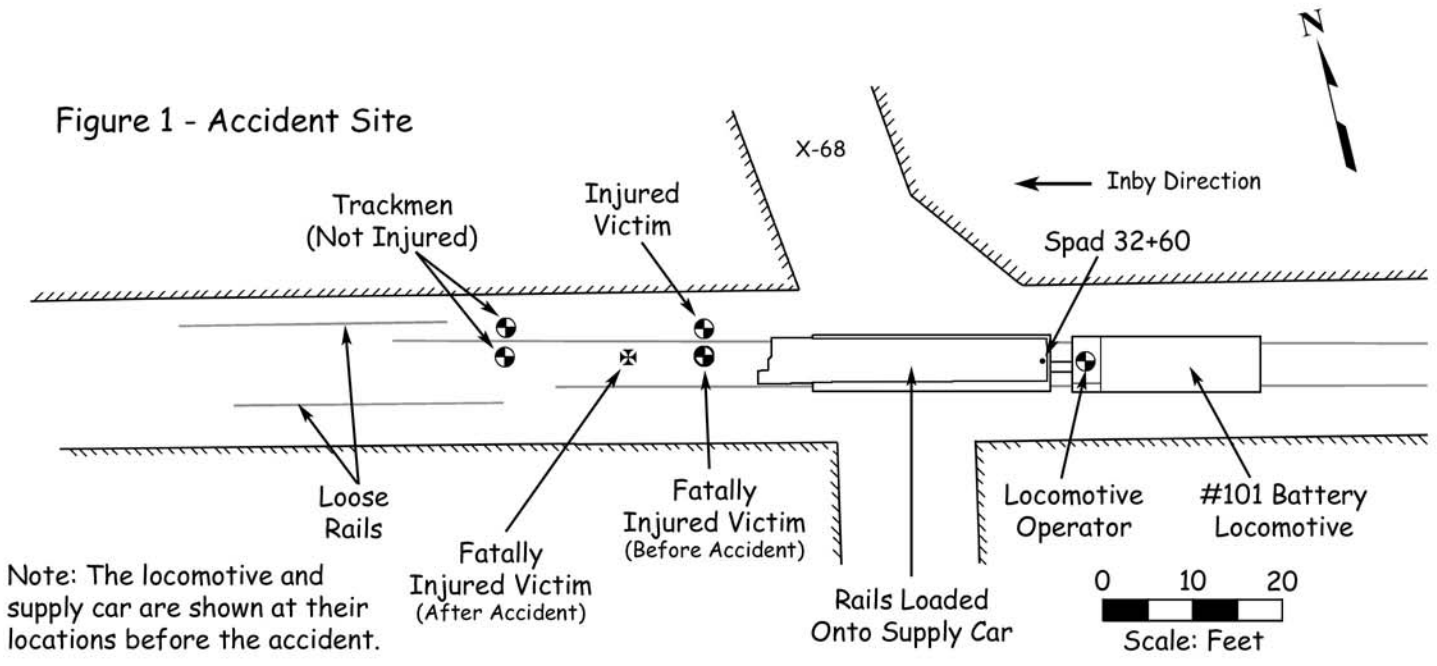 N
Figure 1 - Accident Site
X-68
Inby Direction
Trackmen
(Not Injured)
Injured
Victim
Spad 32+60
Loose
Rails
Fatally
Injured Victim
(After Accident)
Fatally
Injured Victim
(Before Accident)
Rails Loaded
Onto Supply Car
Locomotive
Operator
#101 Battery
Locomotive
Note: The locomotive and
supply car are shown at their
locations before the accident.
0 10 20
Scale: Feet